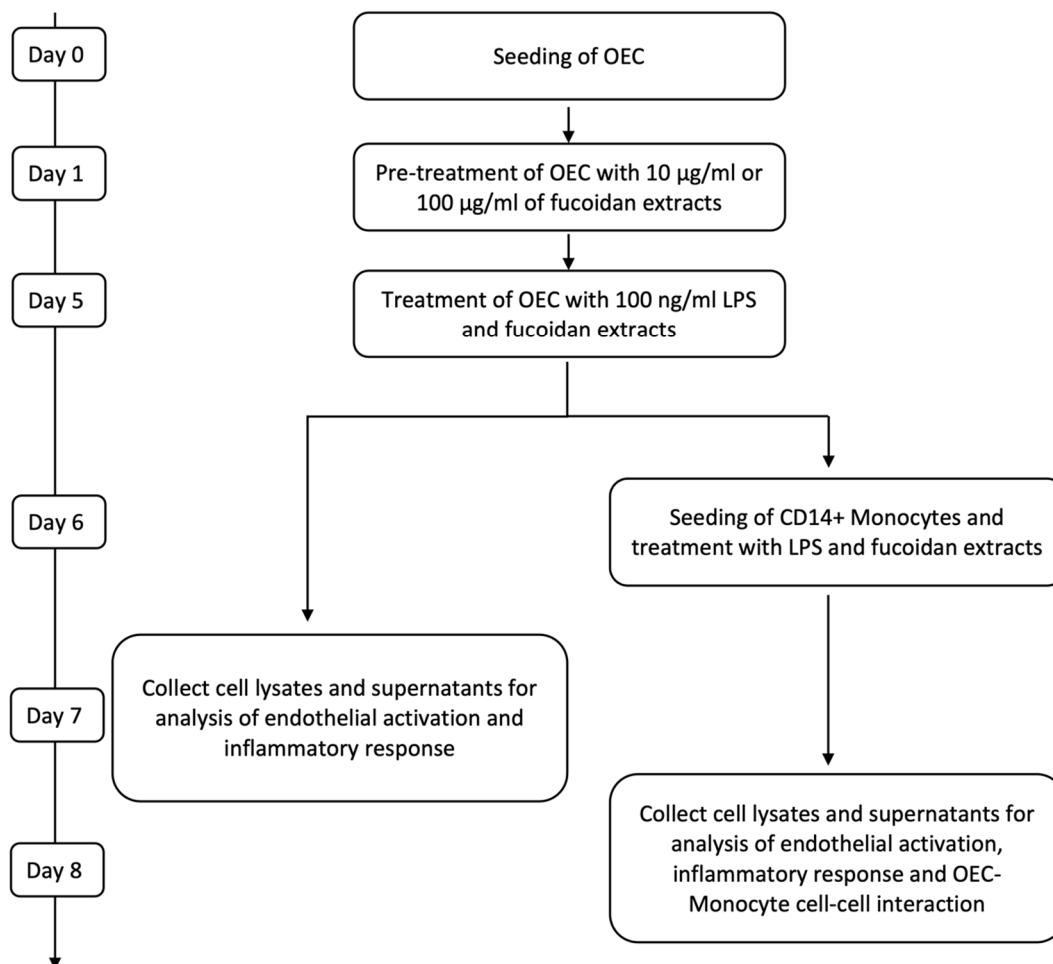 Day 0
Seeding of OEC
Day 1
Pre-treatment of OEC with 10 µg/ml or
100 µg/ml of fucoidan extracts
Day 5
Treatment of OEC with 100 ng/ml LPS
and fucoidan extracts
Day 6
Seeding of CD14+ Monocytes and
treatment with LPS and fucoidan extracts
Day 7
Collect cell lysates and supernatants for
analysis of endothelial activation and
inflammatory response
Day 8
Collect cell lysates and supernatants for
analysis of endothelial activation,
inflammatory response and OEC-
Monocyte cell-cell interaction